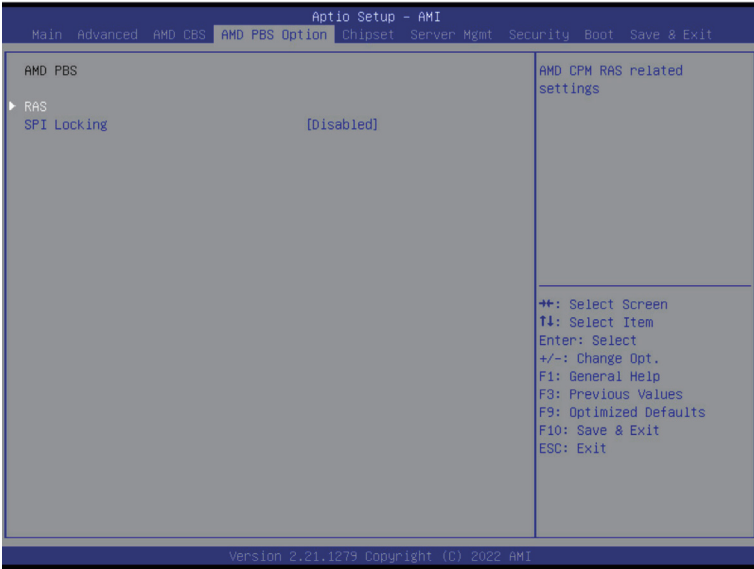 Aptio Setup - AMI
Main Advanced AMD CBS AMD PBS Option Chipset Server Mgmt Security Boot Save & Exit
AMD PBS
RAS
SPI Locking [Disabled]
AMD CPM RAS related
settings
→←: Select Screen
↑↓: Select Item
Enter: Select
+/-: Change Opt.
F1: General Help
F3: Previous Values
F9: Optimized Defaults
F10: Save & Exit
ESC: Exit
Version 2.21.1279 Copyright (C) 2022 AMI